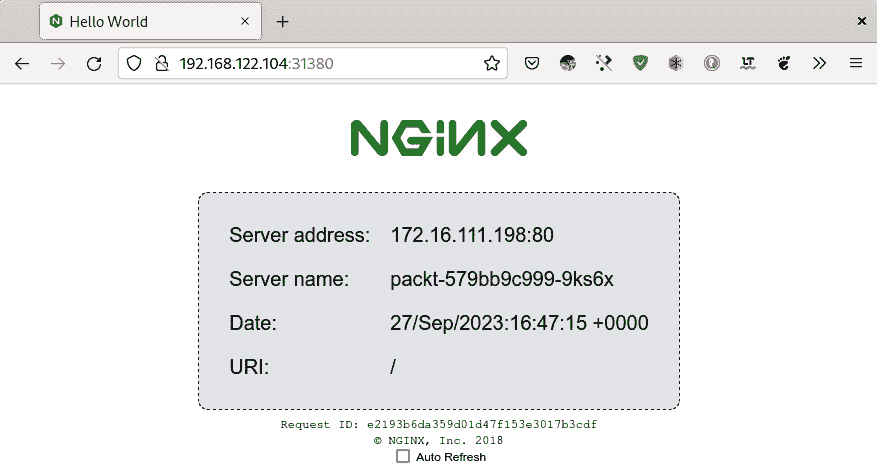 Hello World
192.168.122.104:31380
LT
NGINX
Server address: 172.16.111.198:80
Server name: packt-579bb9c999-9ks6x
Date: 27/Sep/2023:16:47:15 +0000
URI: /
Request ID: e2193b6da359d01d47f153e3017b3cdf
© NGINX, Inc. 2018
Auto Refresh